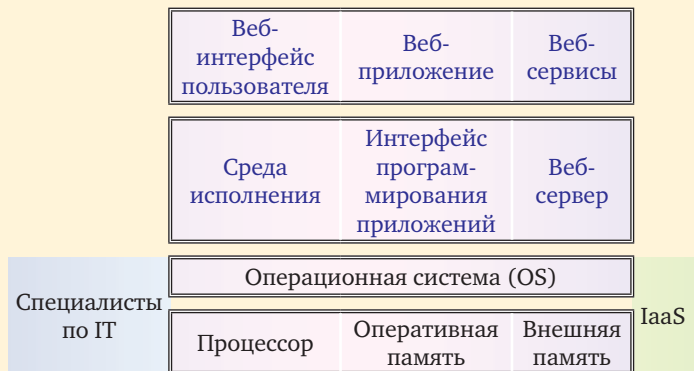 Веб-
интерфейс
пользователя
Веб-
приложение
Веб-
сервисы
Среда
исполнения
Интерфейс
програм-
мирования
приложений
Веб-
сервер
Специалисты
по IT
Операционная система (OS)
Процессор
Оперативная
память
Внешняя
память
IaaS